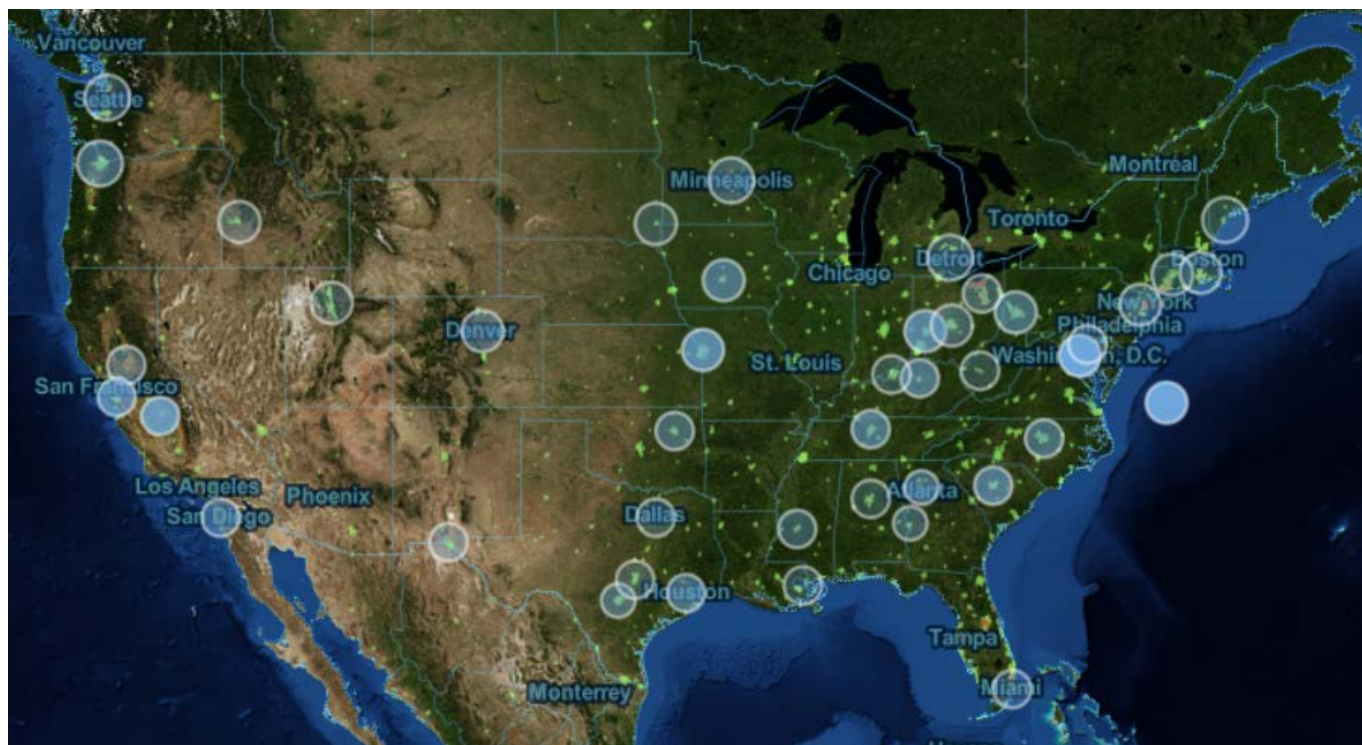 Vancouver
Seattle
Minneapolis
Montréal
Toronto
Detroit
Boston
Chicago
New York
Denver
Philadelphia
St. Louis
Washington, D.C.
San Francisco
Los Angeles
Phoenix
Atlanta
San Diego
Dallas
Houston
Tampa
Miami
Monterrey